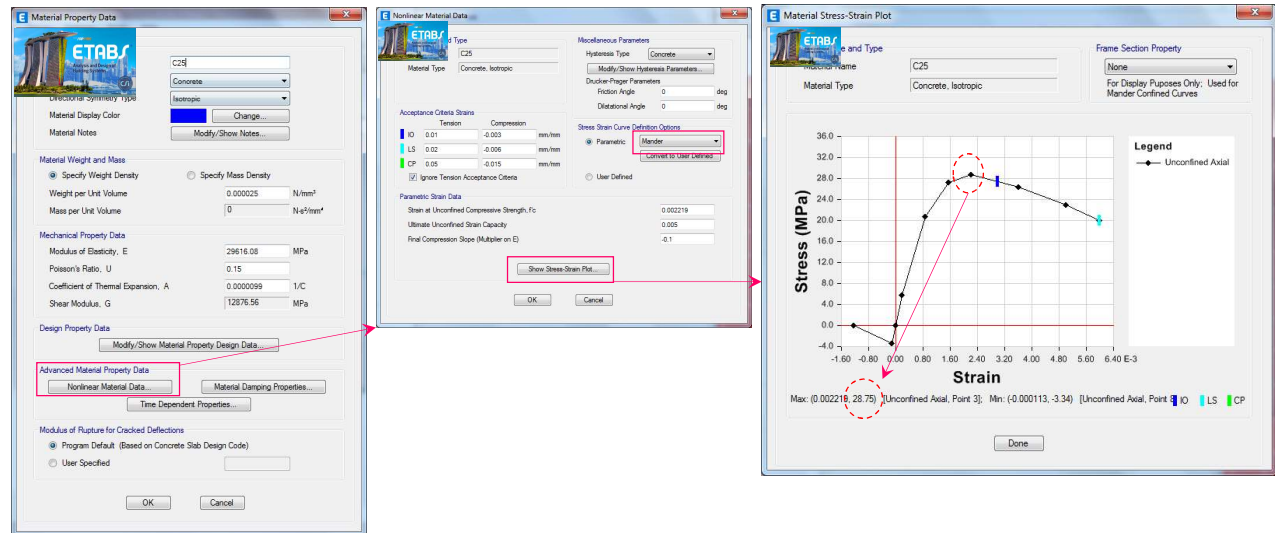 Material Property Data
ETABS
Analysis and Design of Building Systems
C25
Concrete
Directional Symmetry Type
Isotropic
Material Display Color
Change...
Material Notes
Modify/Show Notes...
Material Weight and Mass
Specify Weight Density
Specify Mass Density
Weight per Unit Volume
0.000025
N/mm³
Mass per Unit Volume
0
N-s²/mm⁴
Mechanical Property Data
Modulus of Elasticity, E
29616.08
MPa
Poisson's Ratio, U
0.15
Coefficient of Thermal Expansion, A
0.0000099
1/C
Shear Modulus, G
12876.56
MPa
Design Property Data
Modify/Show Material Property Design Data...
Advanced Material Property Data
Nonlinear Material Data...
Material Damping Properties...
Time Dependent Properties...
Modulus of Rupture for Cracked Deflections
Program Default (Based on Concrete Slab Design Code)
User Specified
OK
Cancel
Nonlinear Material Data
ETABS
d Type
C25
Material Type
Concrete, Isotropic
Miscellaneous Parameters
Hysteresis Type
Concrete
Modify/Show Hysteresis Parameters...
Drucker-Prager Parameters
Friction Angle
0
deg
Dilatational Angle
0
deg
Acceptance Criteria Strains
Tension
Compression
IO
0.01
-0.003
mm/mm
LS
0.02
-0.006
mm/mm
CP
0.05
-0.015
mm/mm
Ignore Tension Acceptance Criteria
Stress Strain Curve Definition Options
Parametric
Mander
Convert to User Defined
User Defined
Parametric Strain Data
Strain at Unconfined Compressive Strength, f'c
0.002219
Ultimate Unconfined Strain Capacity
0.005
Final Compression Slope (Multiplier on E)
-0.1
Show Stress-Strain Plot...
OK
Cancel
Material Stress-Strain Plot
ETABS
e and Type
Material Name
C25
Material Type
Concrete, Isotropic
Frame Section Property
None
For Display Puposes Only; Used for
Mander Confined Curves
Stress (MPa)
36.0
32.0
28.0
24.0
20.0
16.0
12.0
8.0
4.0
0.0
-4.0
-1.60 -0.80 0.00 0.80 1.60 2.40 3.20 4.00 4.80 5.60 6.40 E-3
Strain
Legend
Unconfined Axial
Max: (0.002219, 28.75) [Unconfined Axial, Point 3]; Min: (-0.000113, -3.34) [Unconfined Axial, Point
IO LS CP
Done